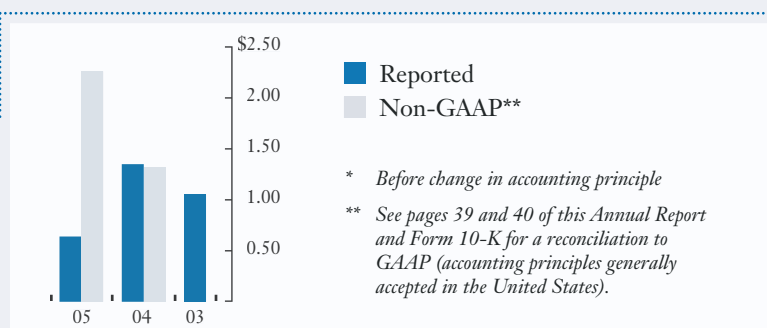 $2.50
2.00
1.50
1.00
0.50
05 04 03
Reported
Non-GAAP**
* Before change in accounting principle
** See pages 39 and 40 of this Annual Report
and Form 10-K for a reconciliation to
GAAP (accounting principles generally
accepted in the United States).